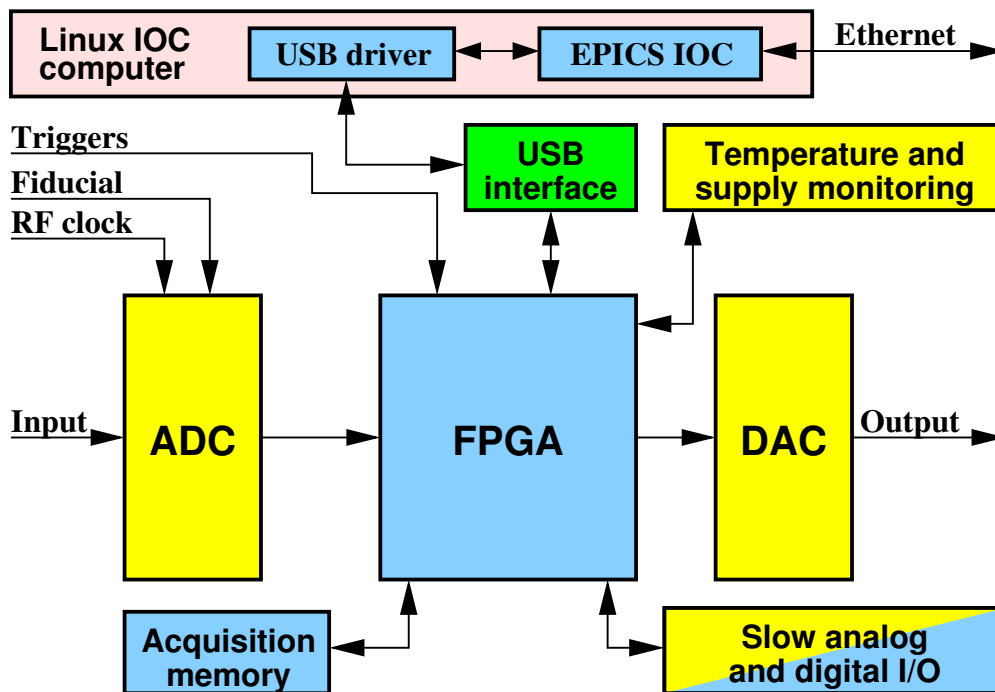 Linux IOC
computer
USB driver
EPICS IOC
Ethernet
Triggers
Fiducial
RF clock
USB
interface
Temperature and
supply monitoring
Input
ADC
FPGA
DAC
Output
Acquisition
memory
Slow analog
and digital I/O